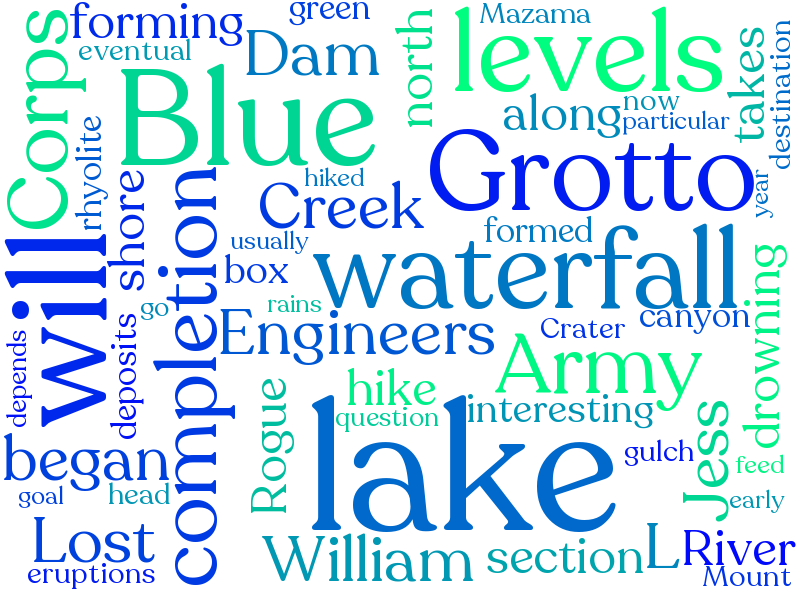 forming
green
Mazama
eventual
Dam
north
levels
takes
destination
Corps
Blue
along
now
particular
rhyolite
Grotto
shore
completion
hiked
Creek
year
usually
formed
waterfall
will
box
go
rains
canyon
Engineers
Crater
drowning
depends
deposits
Army
hike
question
interesting
Rogue
lake
Jess
began
gulch
feed
goal
head
early
Lost
William
section
L
River
eruptions
Mount